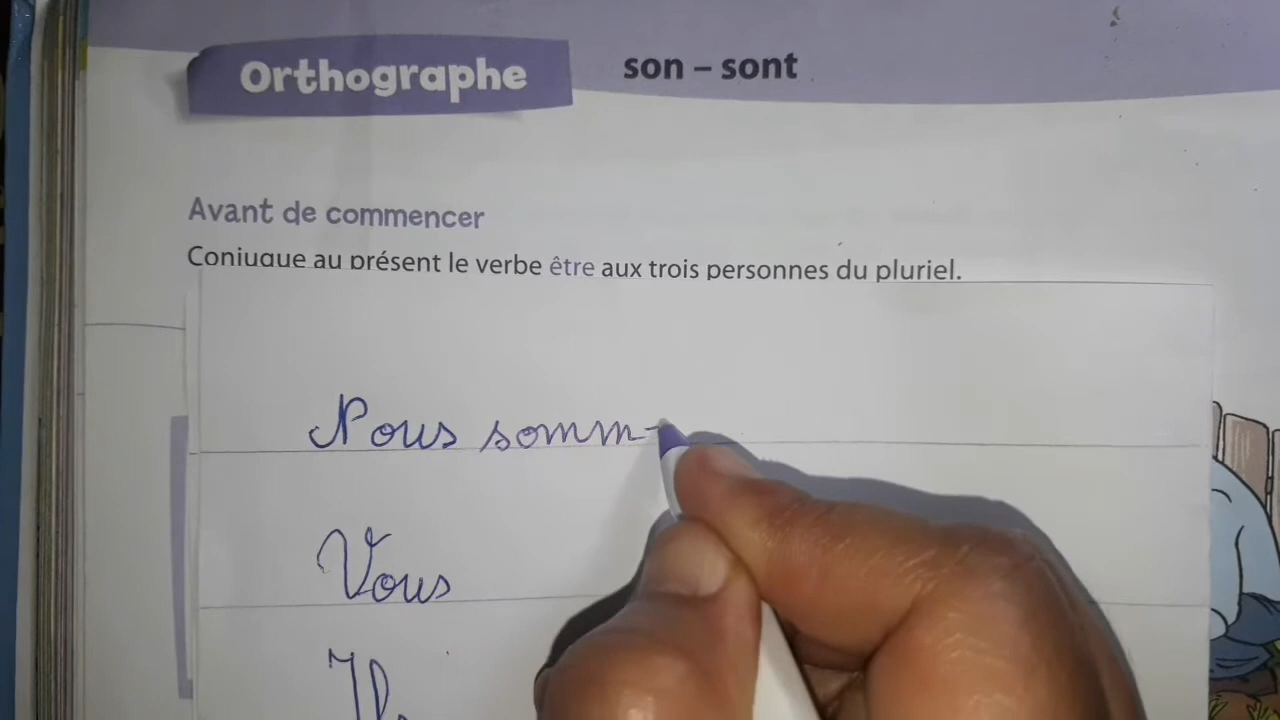 Orthographe son – sont
Avant de commencer
Conjugue au présent le verbe être aux trois personnes du pluriel.
Nous somm
Vous